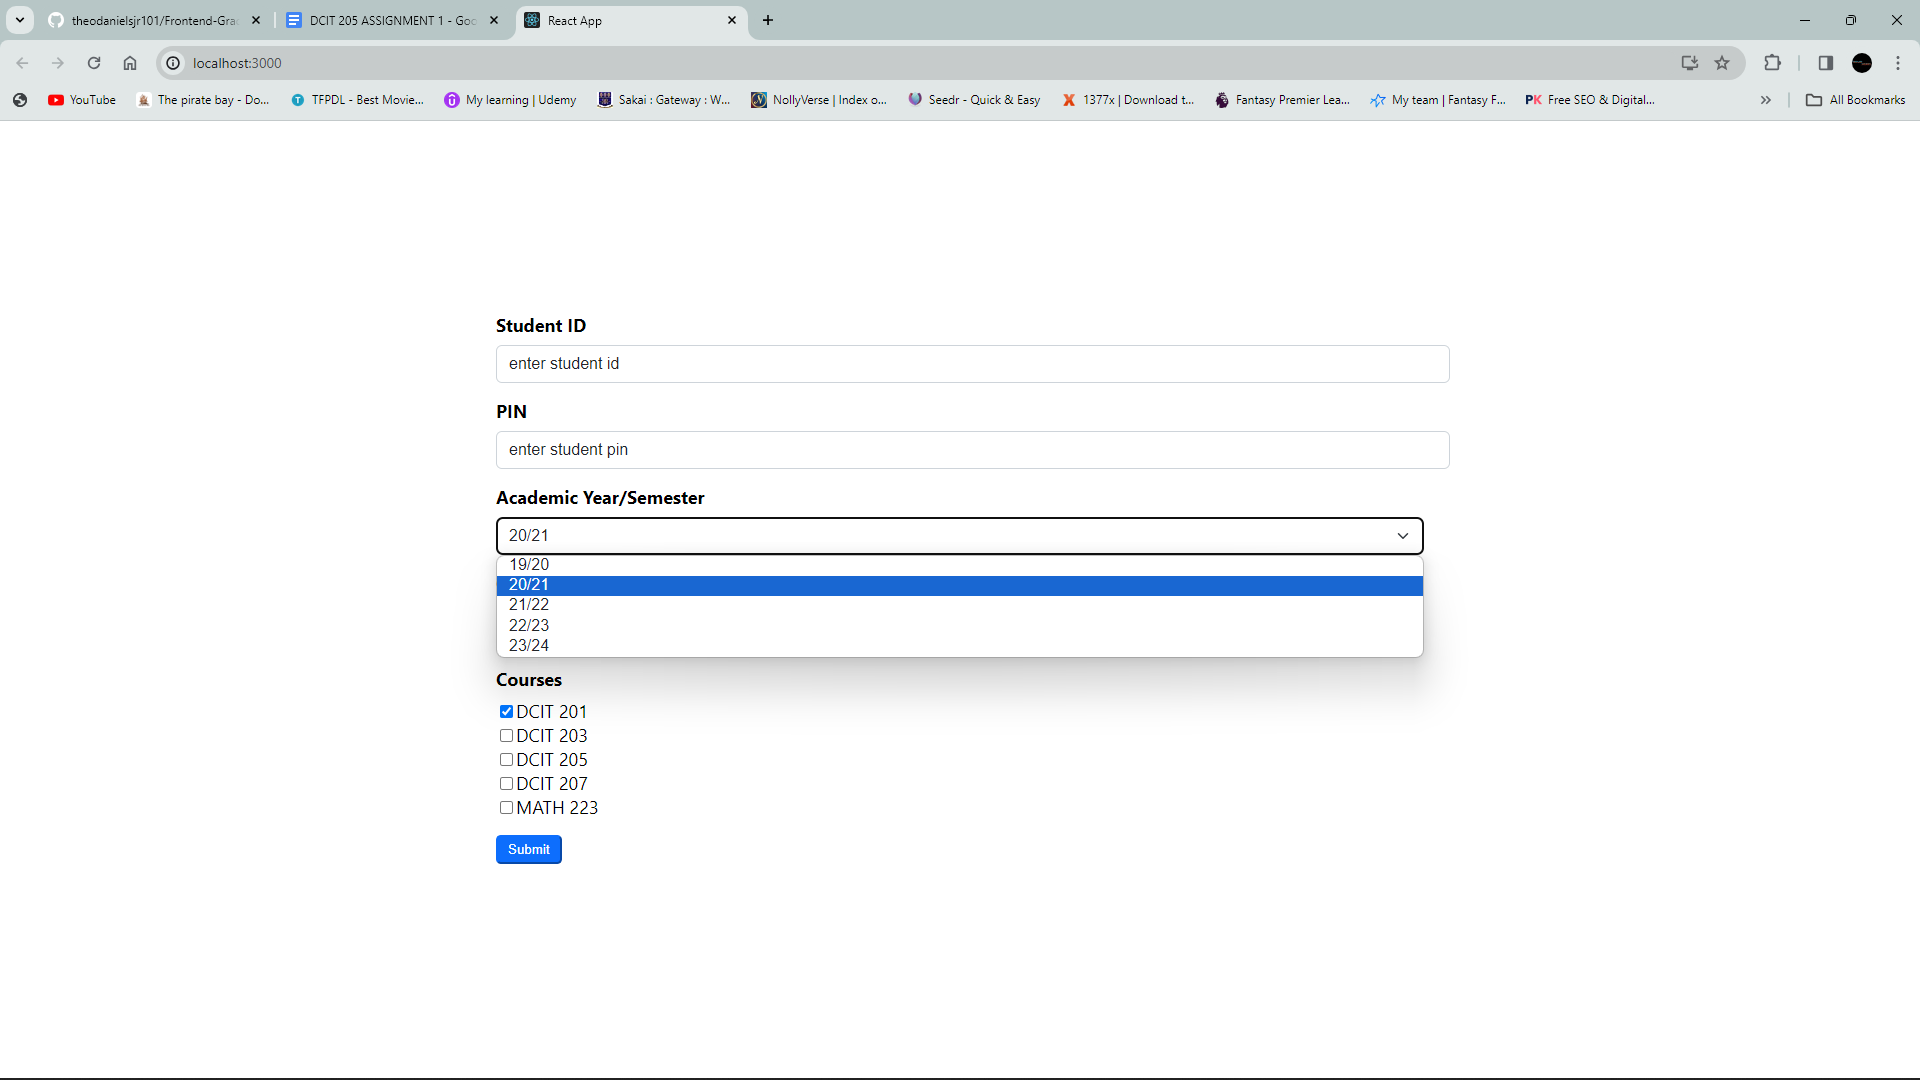 theodanielsjr101/Frontend-Gra
DCIT 205 ASSIGNMENT 1 - Goo
React App
localhost:3000
YouTube
The pirate bay - Do...
TFPDL - Best Movie...
My learning | Udemy
Sakai : Gateway : W...
NollyVerse | Index o...
Seedr - Quick & Easy
1377x | Download t...
Fantasy Premier Lea...
My team | Fantasy F...
Free SEO & Digital...
All Bookmarks
Student ID
enter student id
PIN
enter student pin
Academic Year/Semester
20/21
19/20
20/21
21/22
22/23
23/24
Courses
DCIT 201
DCIT 203
DCIT 205
DCIT 207
MATH 223
Submit